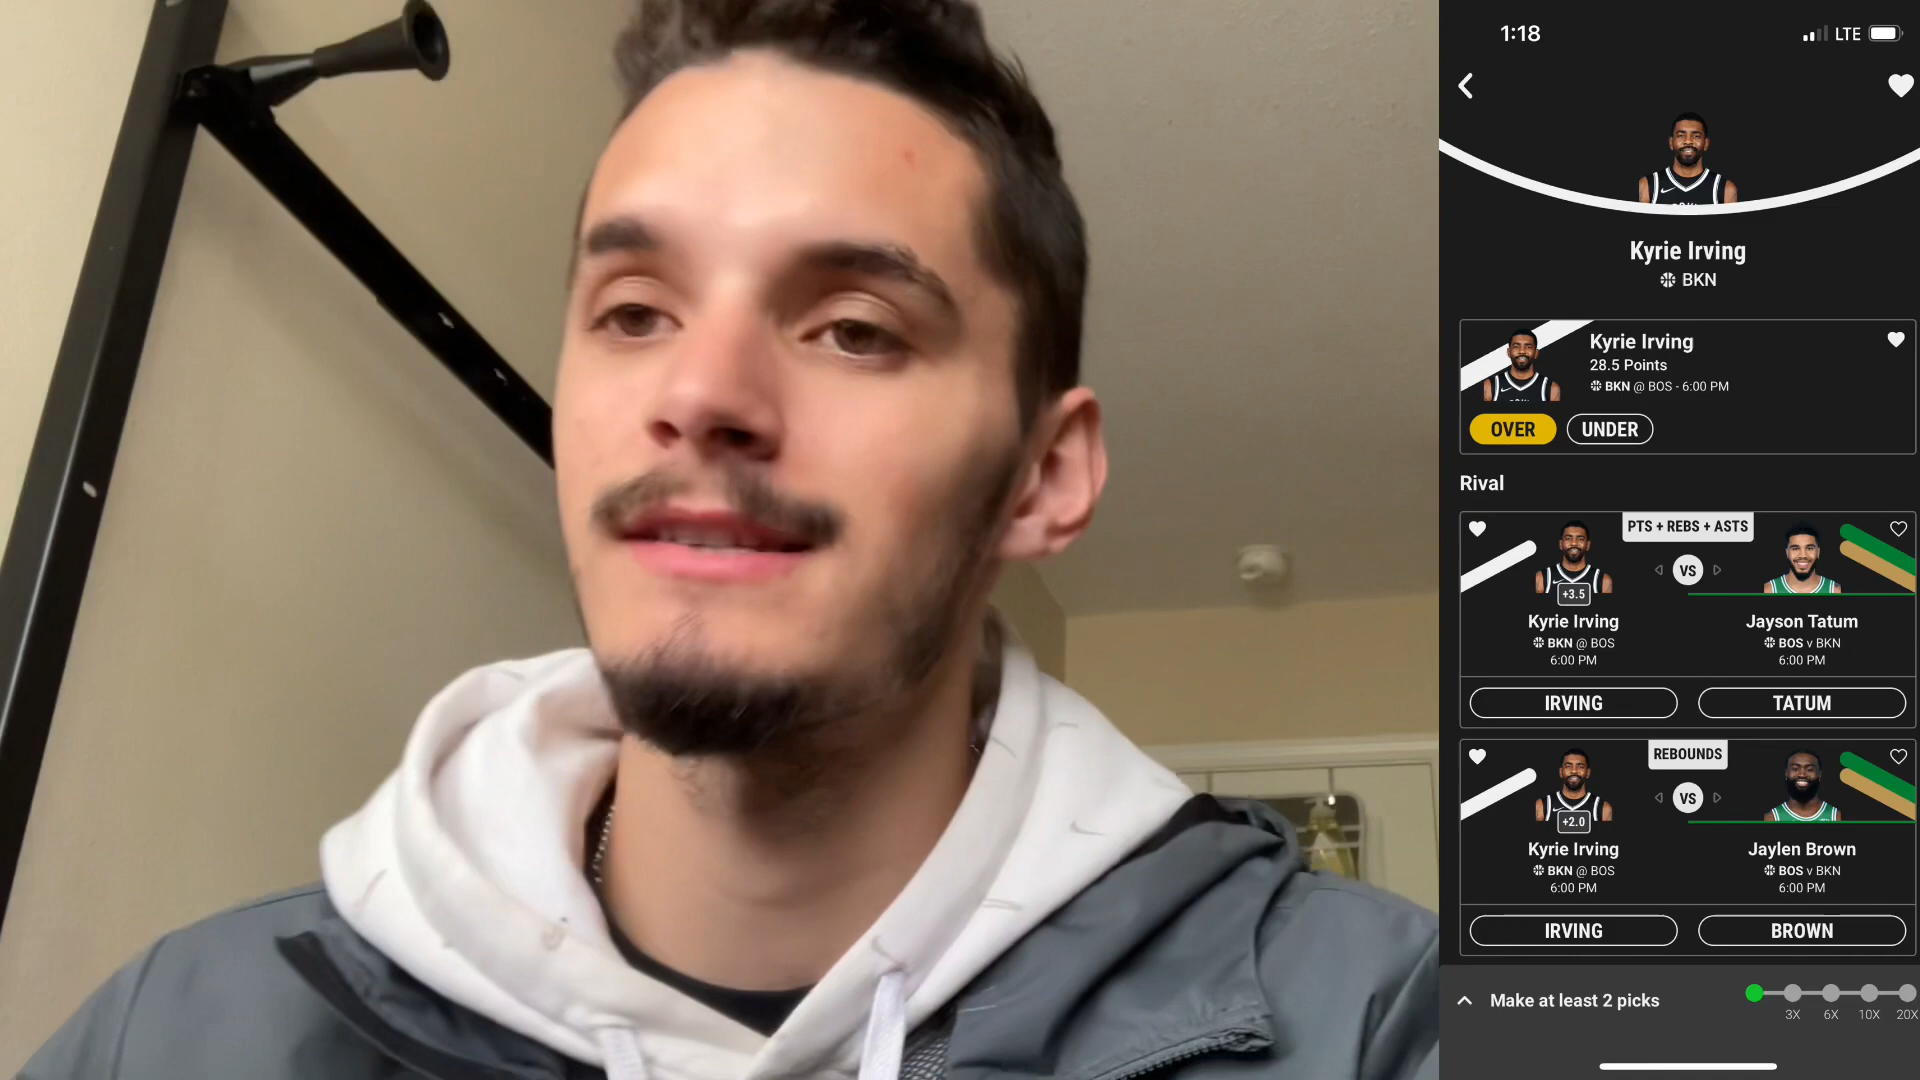 1:18
LTE
Kyrie Irving
BKN
Kyrie Irving
28.5 Points
BKN @ BOS - 6:00 PM
OVER
UNDER
Rival
PTS + REBS + ASTS
VS
+3.5
Kyrie Irving
Jayson Tatum
BKN @ BOS
BOS v BKN
6:00 PM
6:00 PM
IRVING
TATUM
REBOUNDS
VS
+2.0
Kyrie Irving
Jaylen Brown
BKN @ BOS
BOS v BKN
6:00 PM
6:00 PM
IRVING
BROWN
Make at least 2 picks
3X
6X
10X
20X